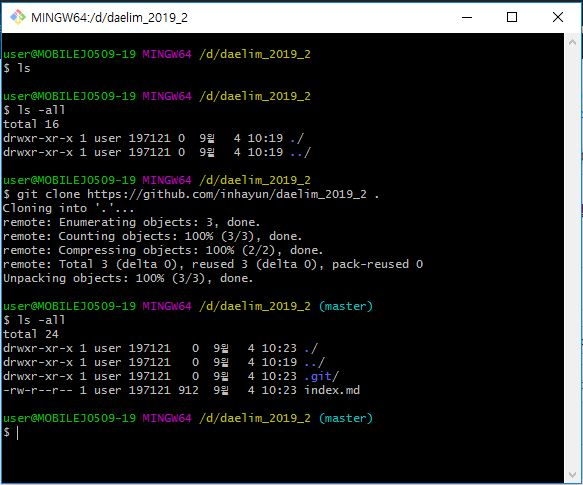 MINGW64:/d/daelim_2019_2
user@MOBILEJO509-19 MINGW64 /d/daelim_2019_2
$ ls
user@MOBILEJO509-19 MINGW64 /d/daelim_2019_2
$ ls -all
total 16
drwxr-xr-x 1 user 197121 0  9월   4 10:19 ./
drwxr-xr-x 1 user 197121 0  9월   4 10:19 ../
user@MOBILEJO509-19 MINGW64 /d/daelim_2019_2
$ git clone https://github.com/inhayun/daelim_2019_2 .
Cloning into '.'...
remote: Enumerating objects: 3, done.
remote: Counting objects: 100% (3/3), done.
remote: Compressing objects: 100% (2/2), done.
remote: Total 3 (delta 0), reused 3 (delta 0), pack-reused 0
Unpacking objects: 100% (3/3), done.
user@MOBILEJO509-19 MINGW64 /d/daelim_2019_2 (master)
$ ls -all
total 24
drwxr-xr-x 1 user 197121   0  9월   4 10:23 ./
drwxr-xr-x 1 user 197121   0  9월   4 10:19 ../
drwxr-xr-x 1 user 197121   0  9월   4 10:23 .git/
-rw-r--r-- 1 user 197121 912  9월   4 10:23 index.md
user@MOBILEJO509-19 MINGW64 /d/daelim_2019_2 (master)
$